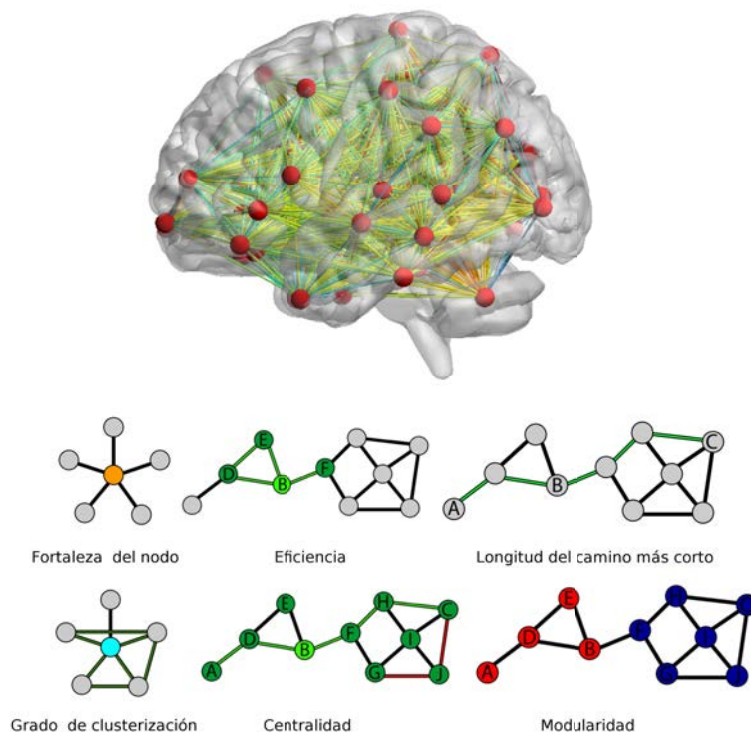 E
D
B
F
C
B
A
Fortaleza del nodo
Eficiencia
Longitud del camino más corto
E
H
C
D
F
I
B
A
G
J
E
D
B
A
Grado de clusterización
Centralidad
Modularidad